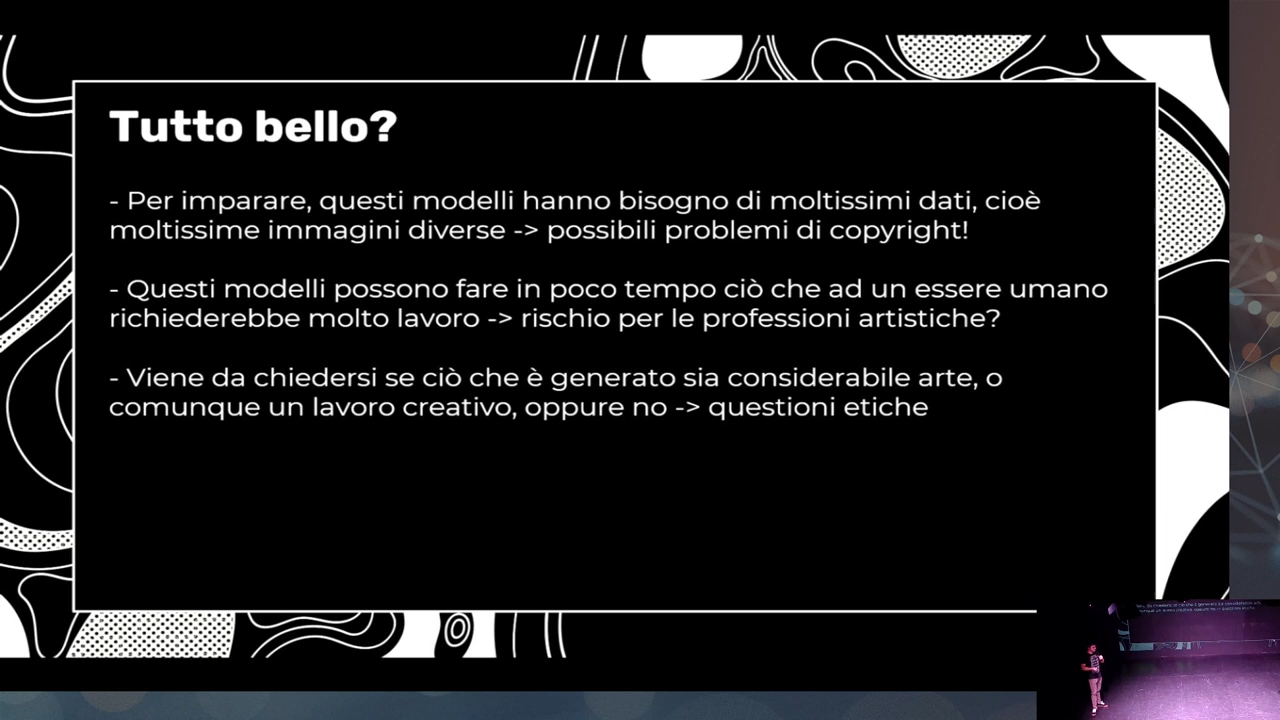 Tutto bello?
- Per imparare, questi modelli hanno bisogno di moltissimi dati, cioè
moltissime immagini diverse -> possibili problemi di copyright!
- Questi modelli possono fare in poco tempo ciò che ad un essere umano
richiederebbe molto lavoro -> rischio per le professioni artistiche?
- Viene da chiedersi se ciò che è generato sia considerabile arte, o
comunque un lavoro creativo, oppure no -> questioni etiche